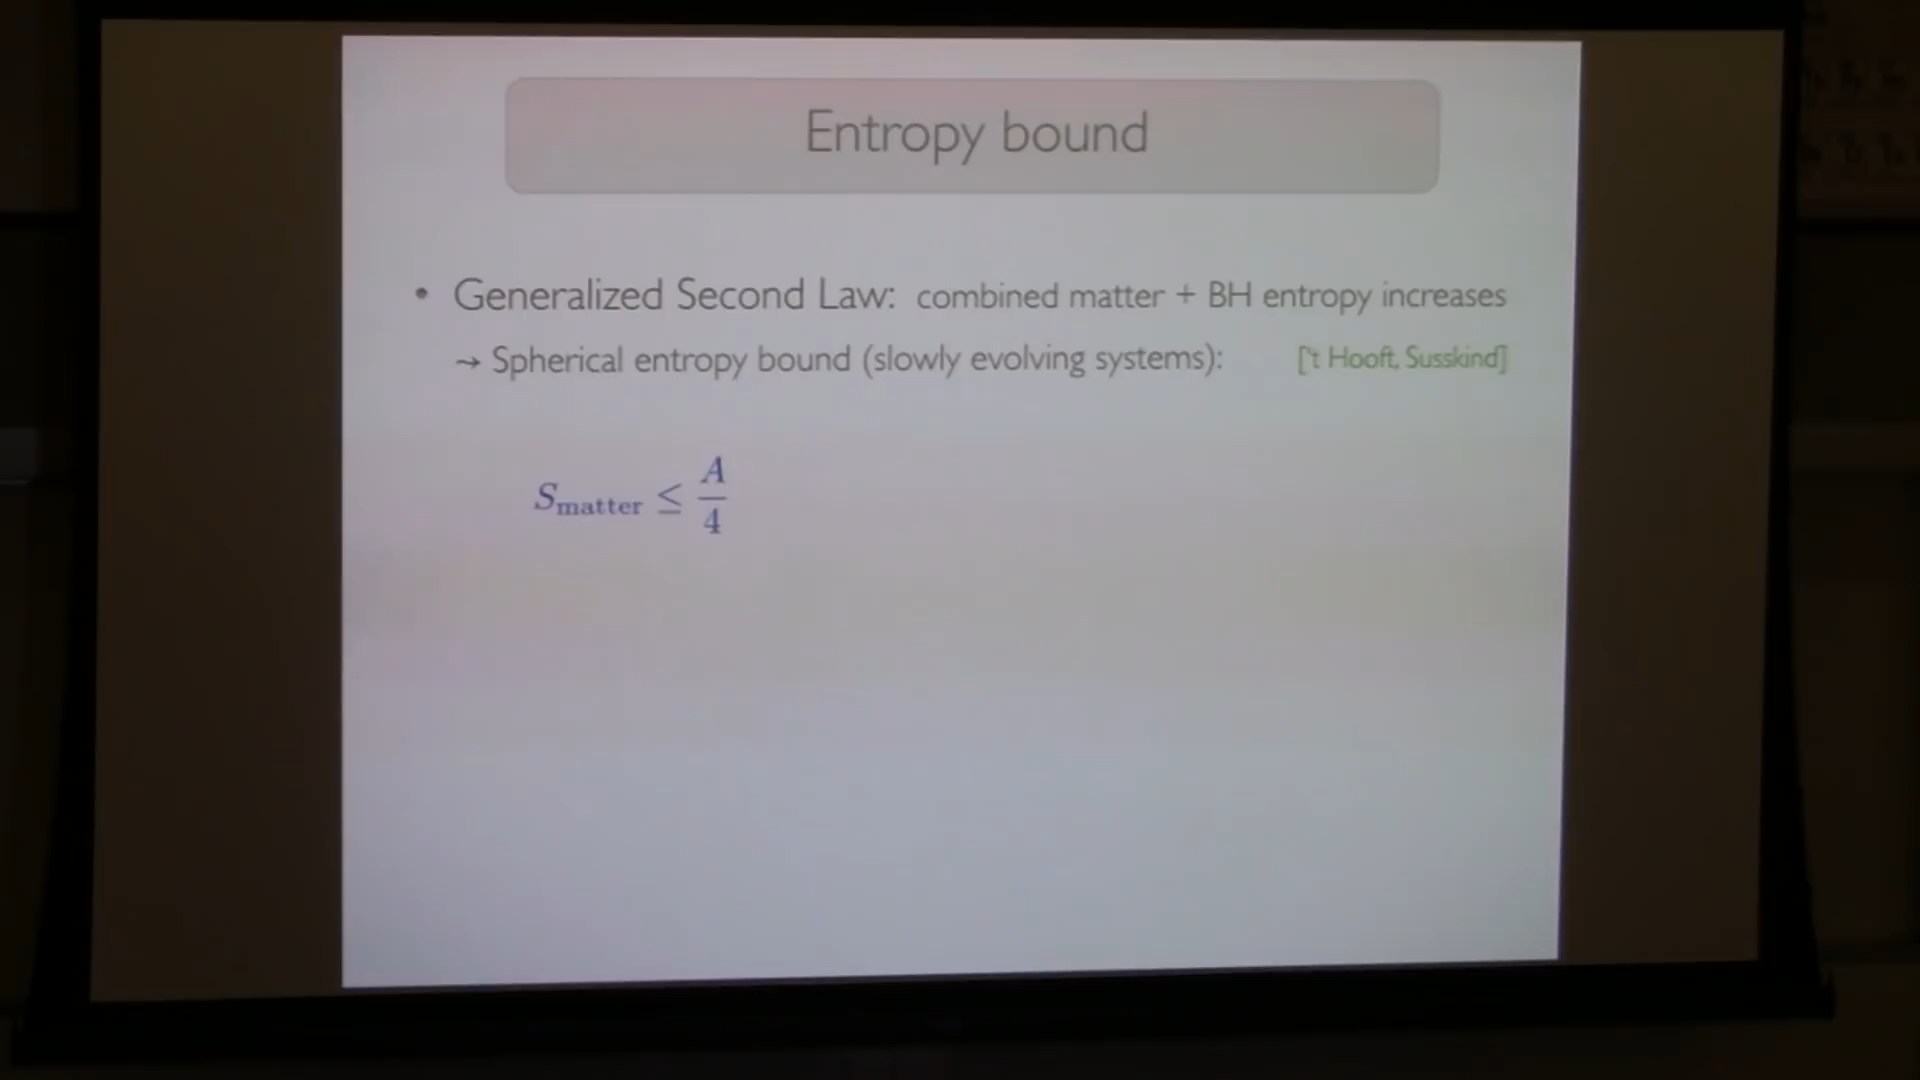 Entropy bound
• Generalized Second Law: combined matter + BH entropy increases
→ Spherical entropy bound (slowly evolving systems): ['t Hooft, Susskind]
S_matter ≤ A/4